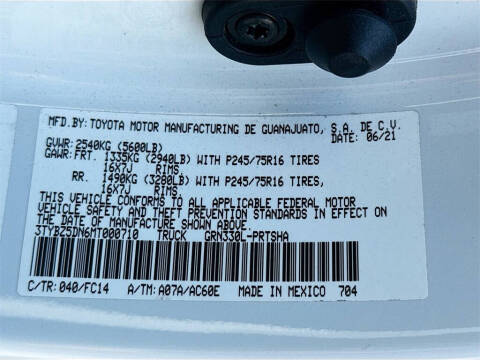 MFD.BY: TOYOTA MOTOR MANUFACTURING DE GUANAJUATO, S.A. DE C.V.
GVWR: 2540KG (5600LB) DATE: 06/21
GAWR: FRT. 1335KG (2940LB) WITH P245/75R16 TIRES
16X7J RIMS,
RR. 1490KG (3280LB) WITH P245/75R16 TIRES,
16X7J RIMS,
THIS VEHICLE CONFORMS TO ALL APPLICABLE FEDERAL MOTOR
VEHICLE SAFETY AND THEFT PREVENTION STANDARDS IN EFFECT ON
THE DATE OF MANUFACTURE SHOWN ABOVE.
3TYBZ5DN6MT000710 TRUCK GRN330L-PRTSHA
C/TR: 040/FC14 A/TM: A07A/AC60E MADE IN MEXICO 704